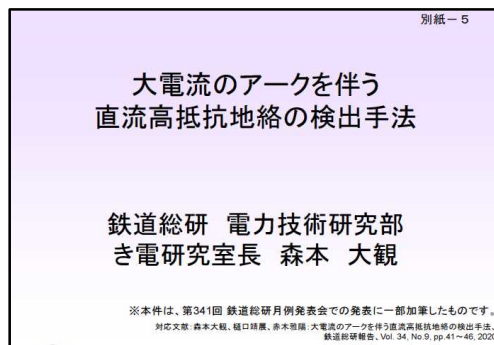 別紙－５
大電流のアークを伴う
直流高抵抗地絡の検出手法
鉄道総研　電力技術研究部
き電研究室長　森本　大観
※本件は、第341回 鉄道総研月例発表会での発表に一部加筆したものです。
対応文献：森本大観、樋口靖展、赤木雅陽：大電流のアークを伴う直流高抵抗地絡の検出手法、
鉄道総研報告、Vol. 34, No.9, pp.41～46, 2020